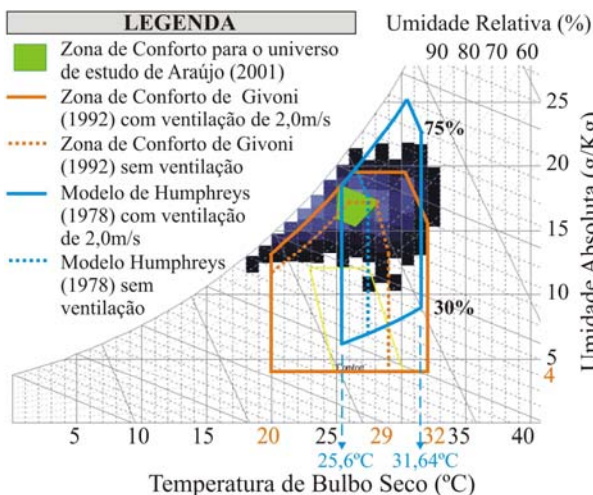 LEGENDA
Zona de Conforto para o universo
de estudo de Araújo (2001)
Zona de Conforto de Givoni
(1992) com ventilação de 2,0m/s
Zona de Conforto de Givoni
(1992) sem ventilação
Modelo de Humphreys
(1978) com ventilação
de 2,0m/s
Modelo Humphreys
(1978) sem
ventilação
Umidade Relativa (%)
90 80 70 60
75%
30%
25
20
15
10
5
4
Umidade Absoluta (g/Kg)
Comfort
5 10 15 20 25 29 32 35 40
25,6ºC 31,64ºC
Temperatura de Bulbo Seco (ºC)